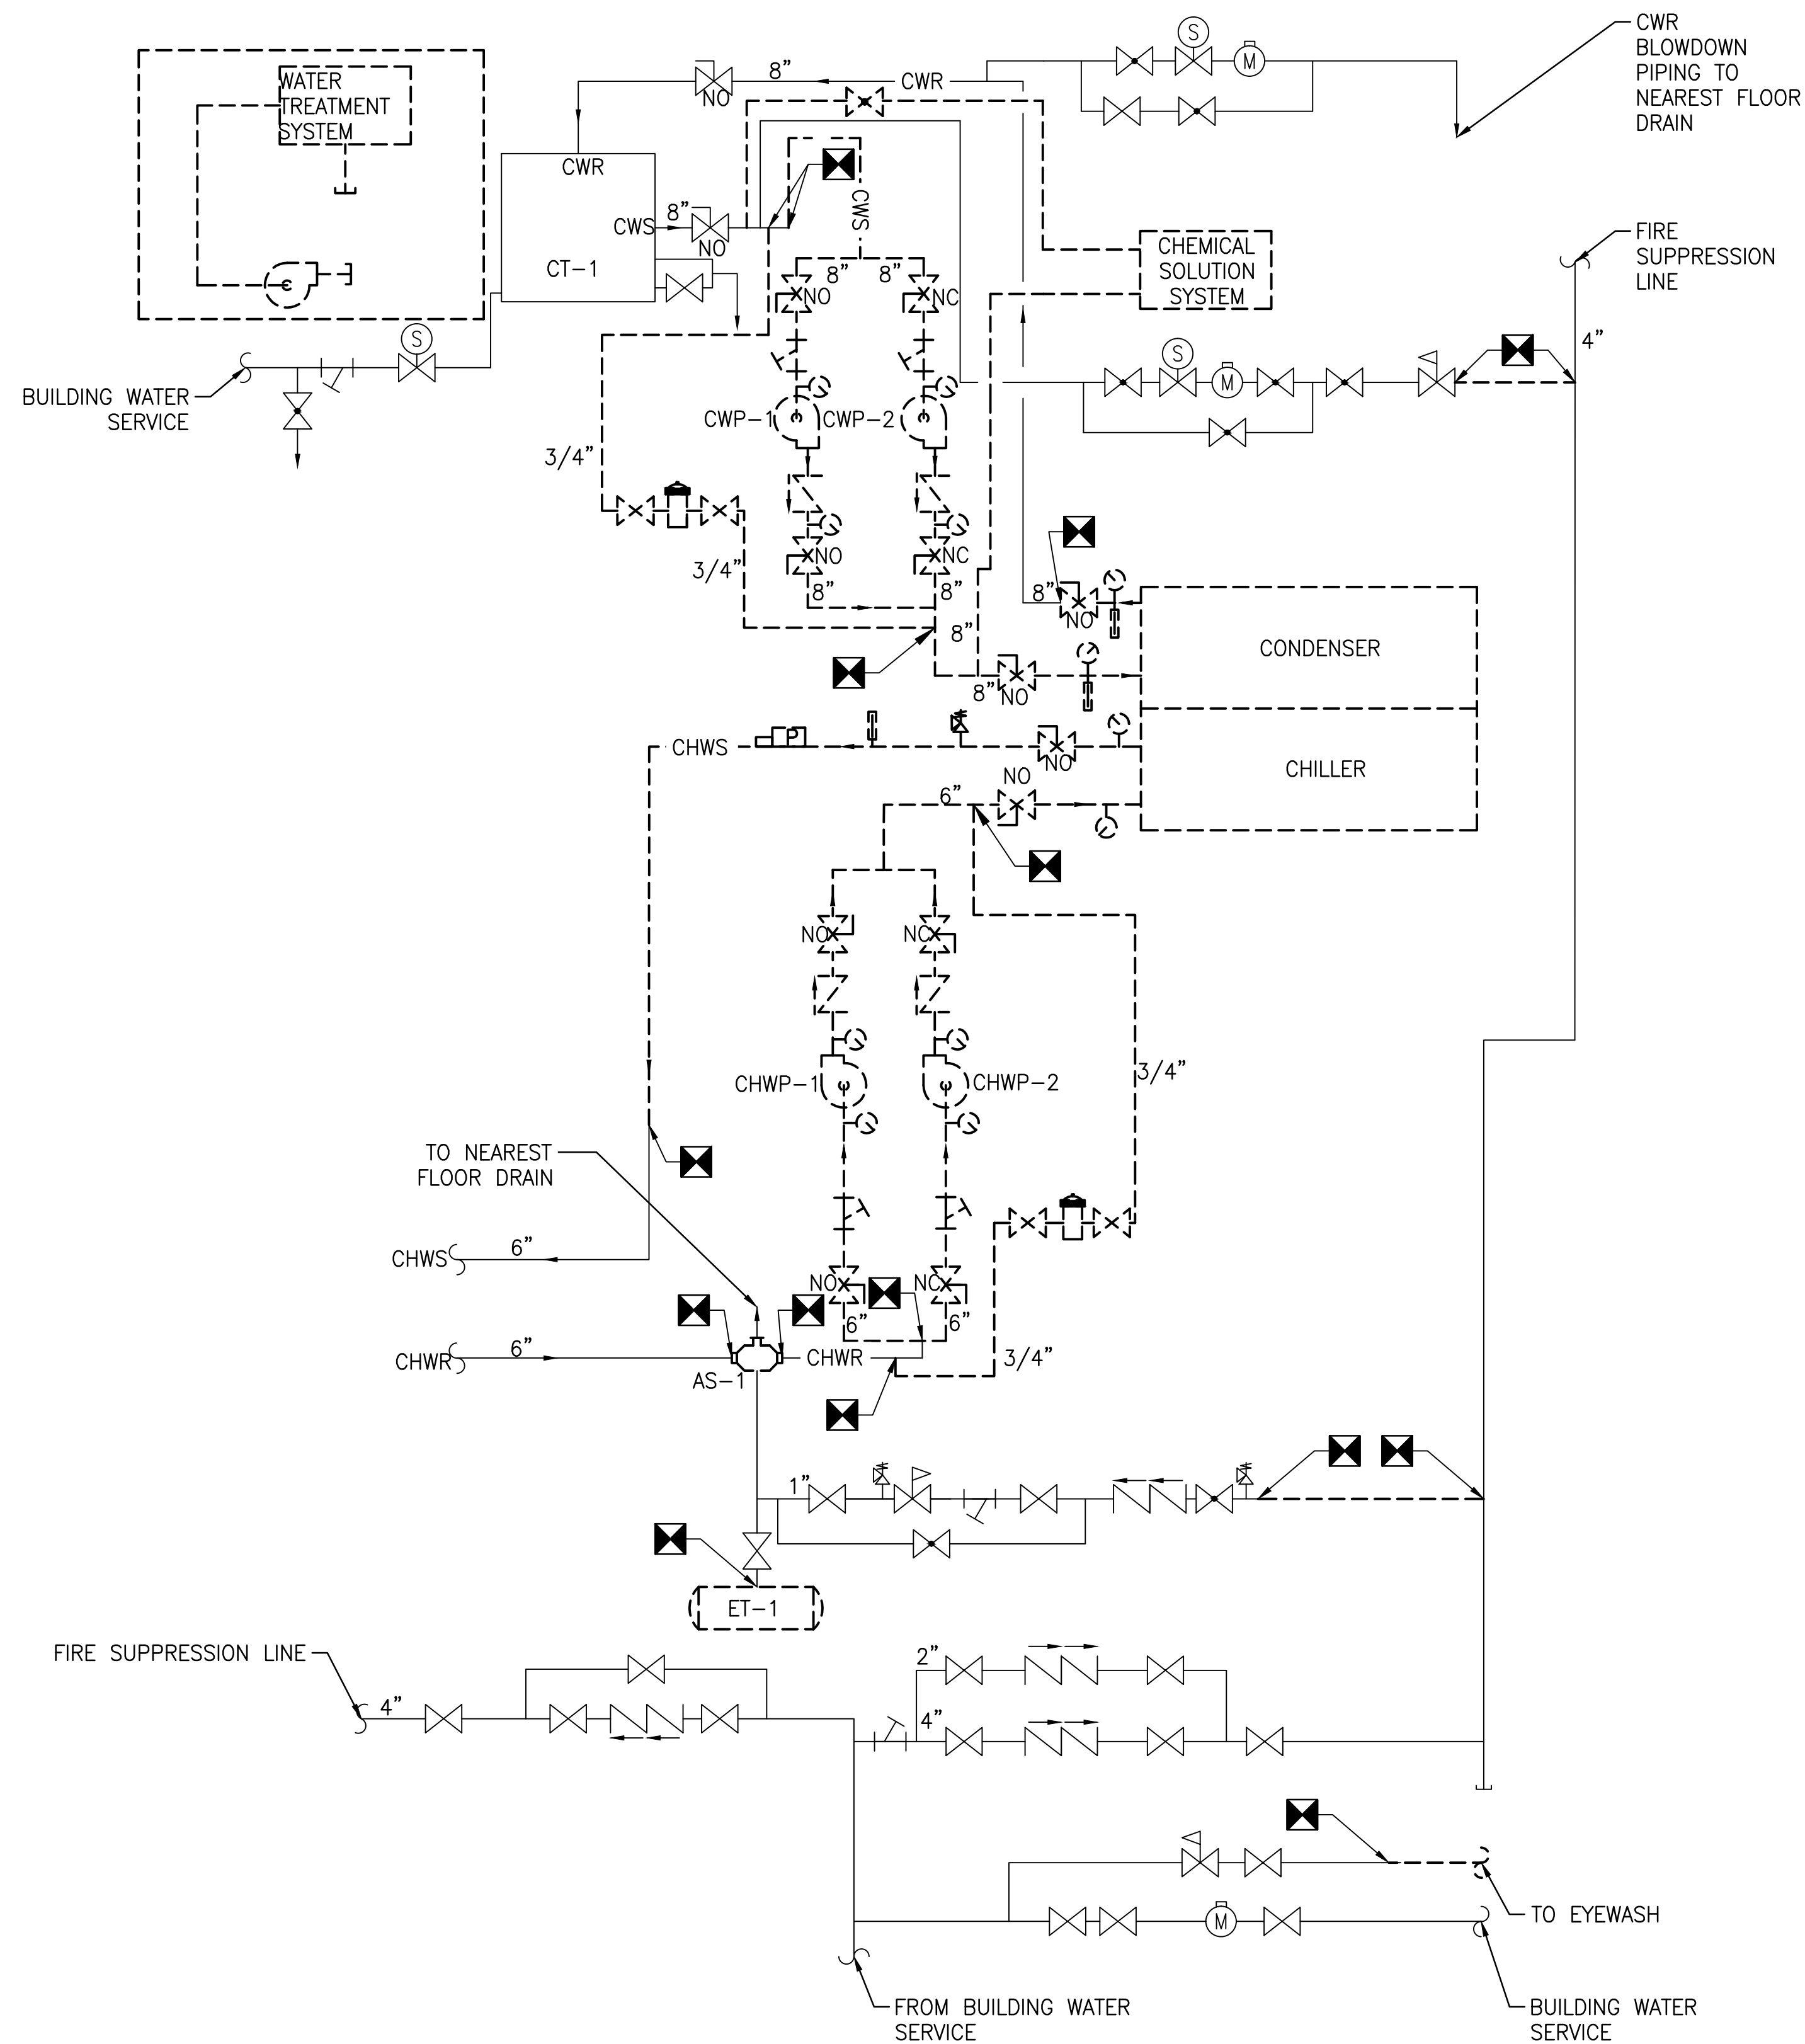 CWR
BLOWDOWN
PIPING TO
NEAREST FLOOR
DRAIN
S
M
8"
CWR
NO
WATER
TREATMENT
SYSTEM
CWR
CWS
8"
NO
CWS
CT-1
CHEMICAL
SOLUTION
SYSTEM
FIRE
SUPPRESSION
LINE
8"
8"
NO
NC
S
BUILDING WATER
SERVICE
S
M
4"
CWP-1
CWP-2
3/4"
3/4"
NO
NC
8"
8"
8"
8"
NO
8"
NO
CONDENSER
CHWS
NO
CHILLER
NO
6"
NO
NC
CHWP-1
CHWP-2
3/4"
TO NEAREST
FLOOR DRAIN
CHWS
6"
NO
NC
6"
6"
CHWR
6"
CHWR
3/4"
AS-1
1"
ET-1
FIRE SUPPRESSION LINE
4"
2"
4"
M
TO EYEWASH
FROM BUILDING WATER
SERVICE
BUILDING WATER
SERVICE